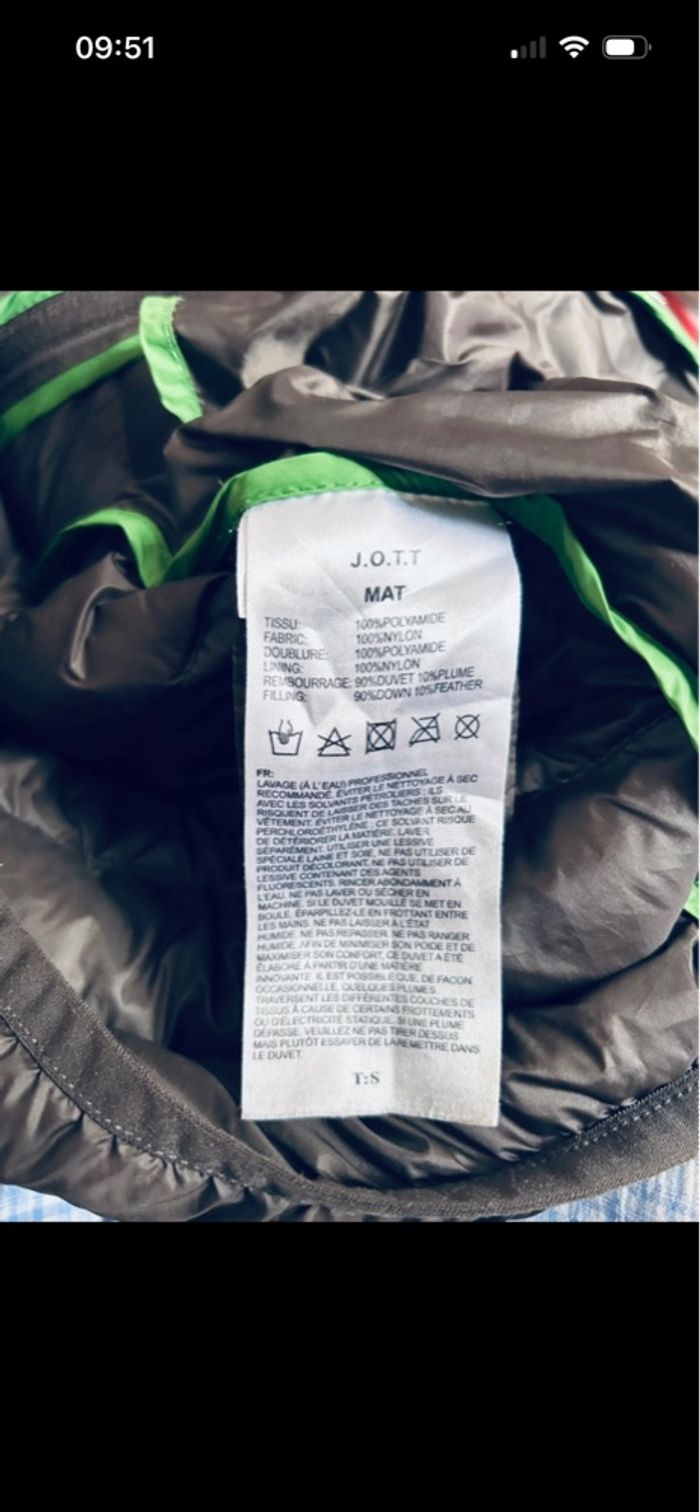 09:51
J.O.T.T
MAT
TISSU: 100%POLYAMIDE
FABRIC: 100%NYLON
DOUBLURE: 100%POLYAMIDE
LINING: 100%NYLON
REMBOURRAGE: 90%DUVET 10%PLUME
FILLING: 90%DOWN 10%FEATHER
FR:
LAVAGE (À L'EAU) PROFESSIONNEL
RECOMMANDÉ. ÉVITER LE NETTOYAGE À SEC
AVEC LES SOLVANTS PÉTROLIERS : ILS
RISQUENT DE LAISSER DES TACHES SUR LE
VÊTEMENT. ÉVITER LE NETTOYAGE À SEC AU
PERCHLOROÉTHYLÈNE : CE SOLVANT RISQUE
DE DÉTÉRIORER LA MATIÈRE. LAVER
SÉPARÉMENT. UTILISER UNE LESSIVE
SPÉCIALE LAINE ET SOIE, NE PAS UTILISER DE
PRODUIT DÉCOLORANT. NE PAS UTILISER DE
LESSIVE CONTENANT DES AGENTS
FLUORESCENTS. RINCER ABONDAMMENT À
L'EAU. NE PAS LAVER OU SÉCHER EN
MACHINE. SI LE DUVET MOUILLÉ SE MET EN
BOULE, ÉPARPILLEZ-LE EN FROTTANT ENTRE
LES MAINS. NE PAS LAISSER À L'ÉTAT
HUMIDE. NE PAS REPASSER. NE PAS RANGER
HUMIDE. AFIN DE MINIMISER SON POIDE ET DE
MAXIMISER SON CONFORT, CE DUVET A ÉTÉ
ÉLABORÉ À PARTIR D'UNE MATIÈRE
INNOVANTE. IL EST POSSIBLE QUE, DE FAÇON
OCCASIONNELLE, QUELQUES PLUMES
TRAVERSENT LES DIFFÉRENTES COUCHES DE
TISSUS À CAUSE DE CERTAINS FROTTEMENTS
OU D'ÉLECTRICITÉ STATIQUE. SI UNE PLUME
DÉPASSE, VEUILLEZ NE PAS TIRER DESSUS
MAIS PLUTÔT ESSAYER DE LA REMETTRE DANS
LE DUVET.
T:S